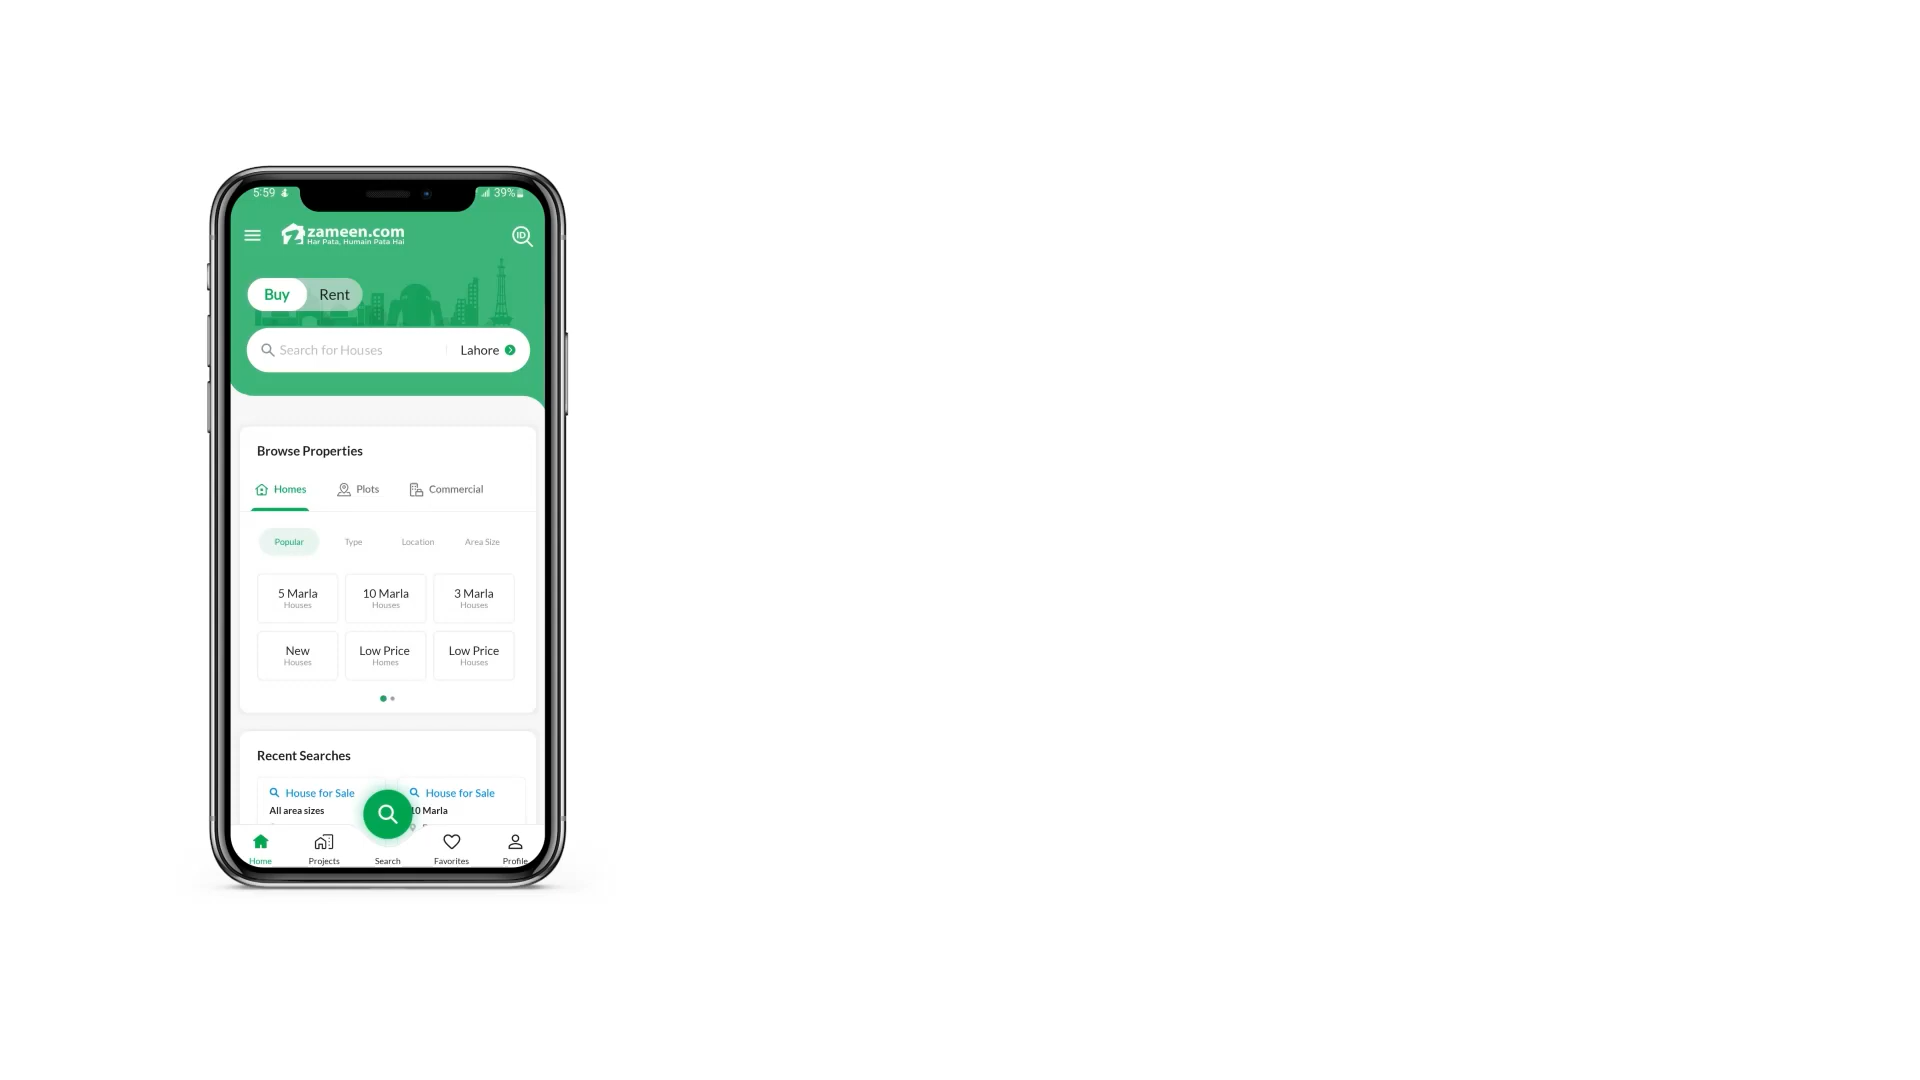 5:59
39%
zameen.com
Har Pata, Humain Pata Hai
ID
Buy Rent
Search for Houses Lahore
Browse Properties
Homes Plots Commercial
Popular Type Location Area Size
5 Marla 10 Marla 3 Marla
Houses Houses Houses
New Low Price Low Price
Houses Homes Houses
Recent Searches
House for Sale House for Sale
All area sizes 10 Marla
Home Projects Search Favorites Profile